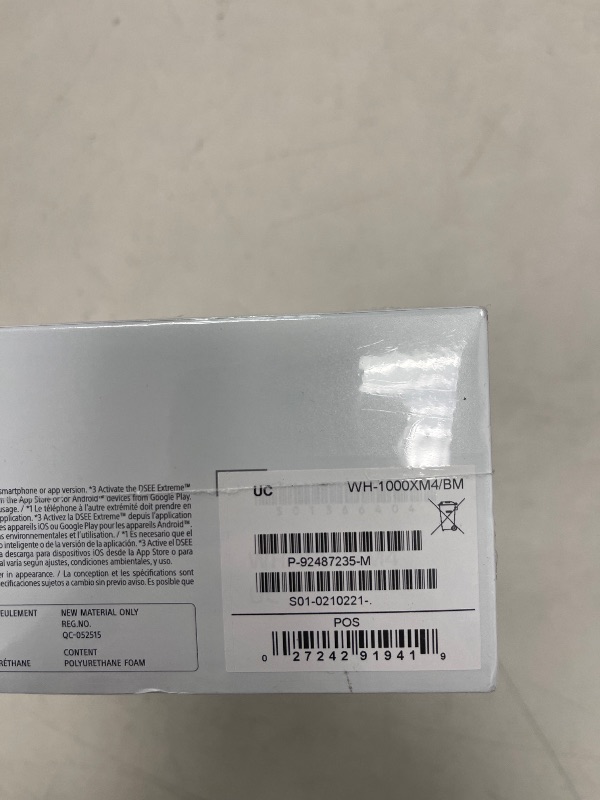 smartphone or app version. *3 Activate the DSEE Extreme™
m the App Store or for Android™ devices from Google Play.
usage. / *1 Le téléphone à l'autre extrémité doit prendre en
pplication. *3 Activez la DSEE Extreme™ depuis l'application
es appareils iOS ou Google Play pour les appareils Android™.
s environnementales et l'utilisation. / *1 Es necesario que el
o inteligente o de la versión de la aplicación. *3 Active el DSEE
a descarga para dispositivos iOS desde la App Store o para
al varía según ajustes, condiciones ambientales, y uso.
er in appearance. / La conception et les spécifications sont
ecificaciones sujetos a cambio sin previo aviso. Es posible que
EULEMENT NEW MATERIAL ONLY
REG.NO.
QC-052515
CONTENT
RÉTHANE POLYURETHANE FOAM
UC WH-1000XM4/BM
P-92487235-M
S01-0210221-.
POS
0 27242 91941 9